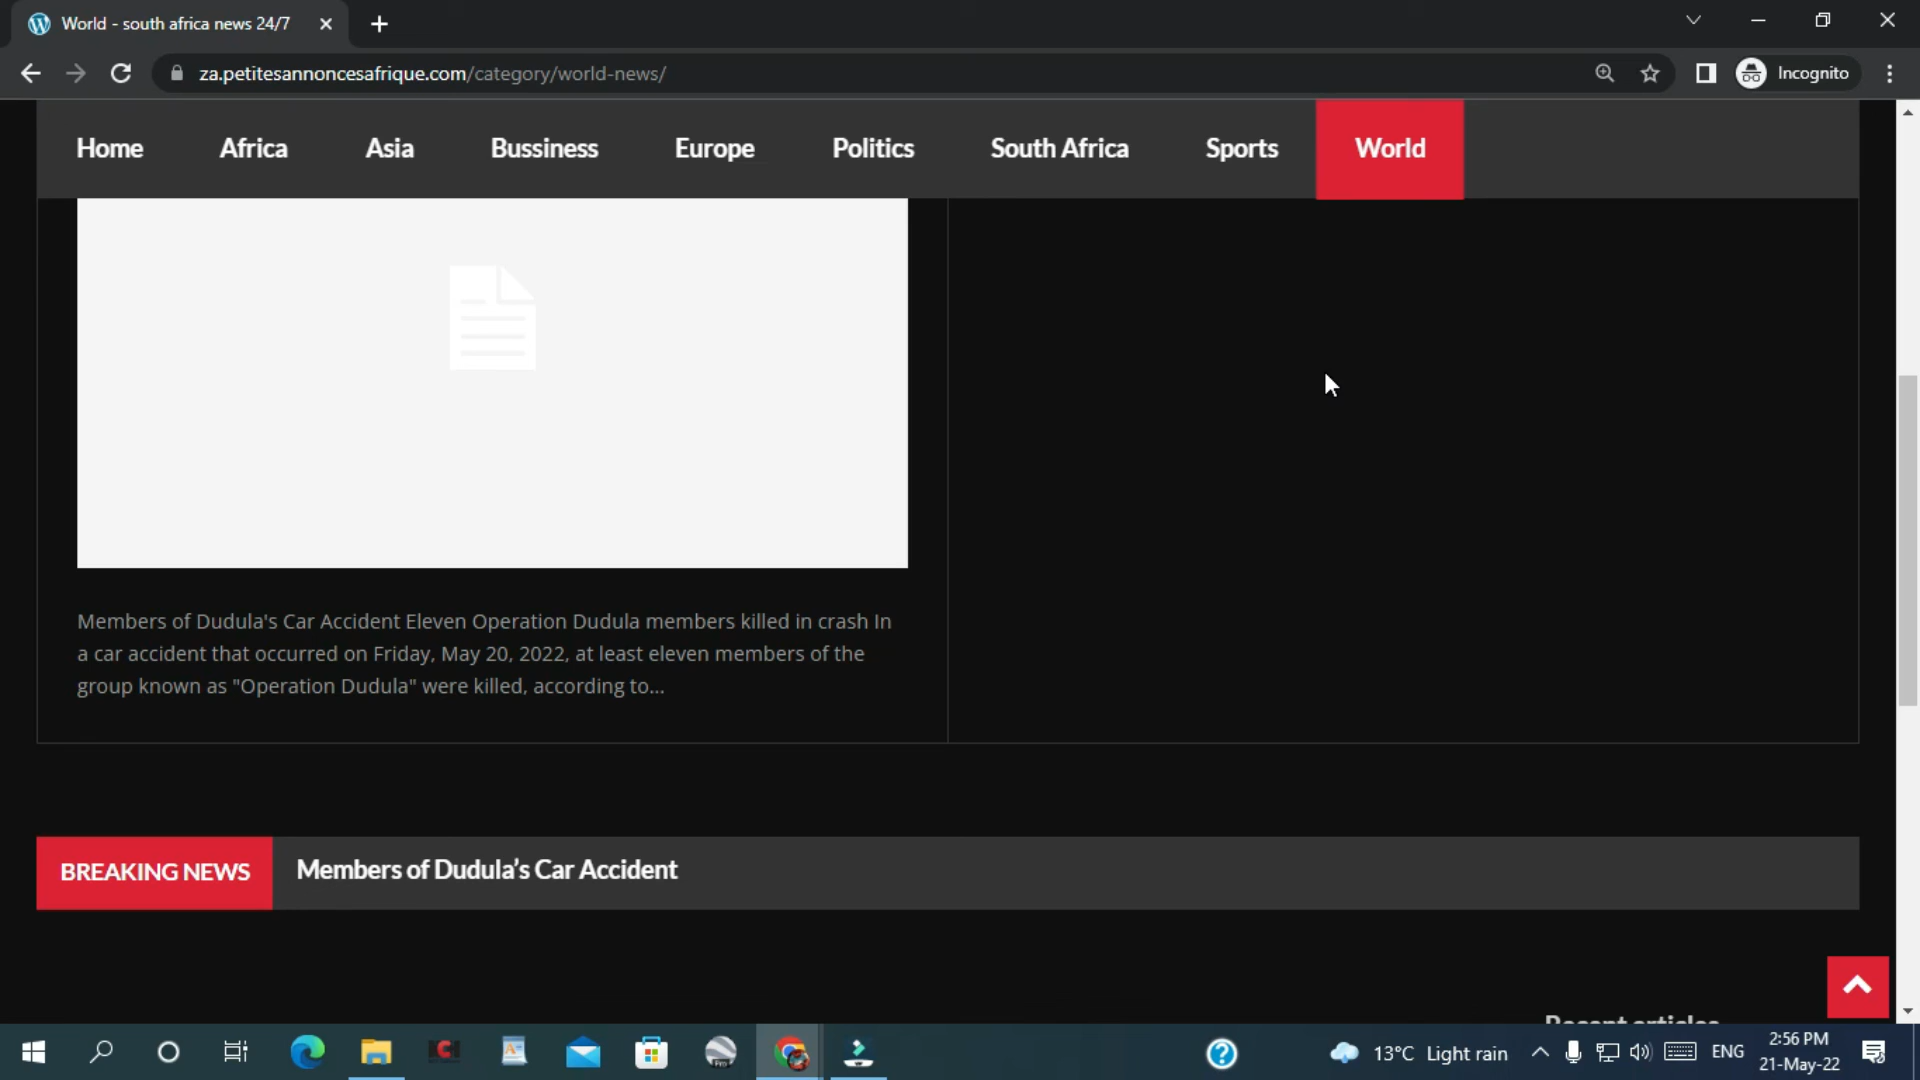 World - south africa news 24/7
za.petitesannoncesafrique.com/category/world-news/
Incognito
Home Africa Asia Bussiness Europe Politics South Africa Sports World
Members of Dudula's Car Accident Eleven Operation Dudula members killed in crash In
a car accident that occurred on Friday, May 20, 2022, at least eleven members of the
group known as "Operation Dudula" were killed, according to...
BREAKING NEWS Members of Dudula’s Car Accident
Recent articles
13°C Light rain
ENG
2:56 PM
21-May-22